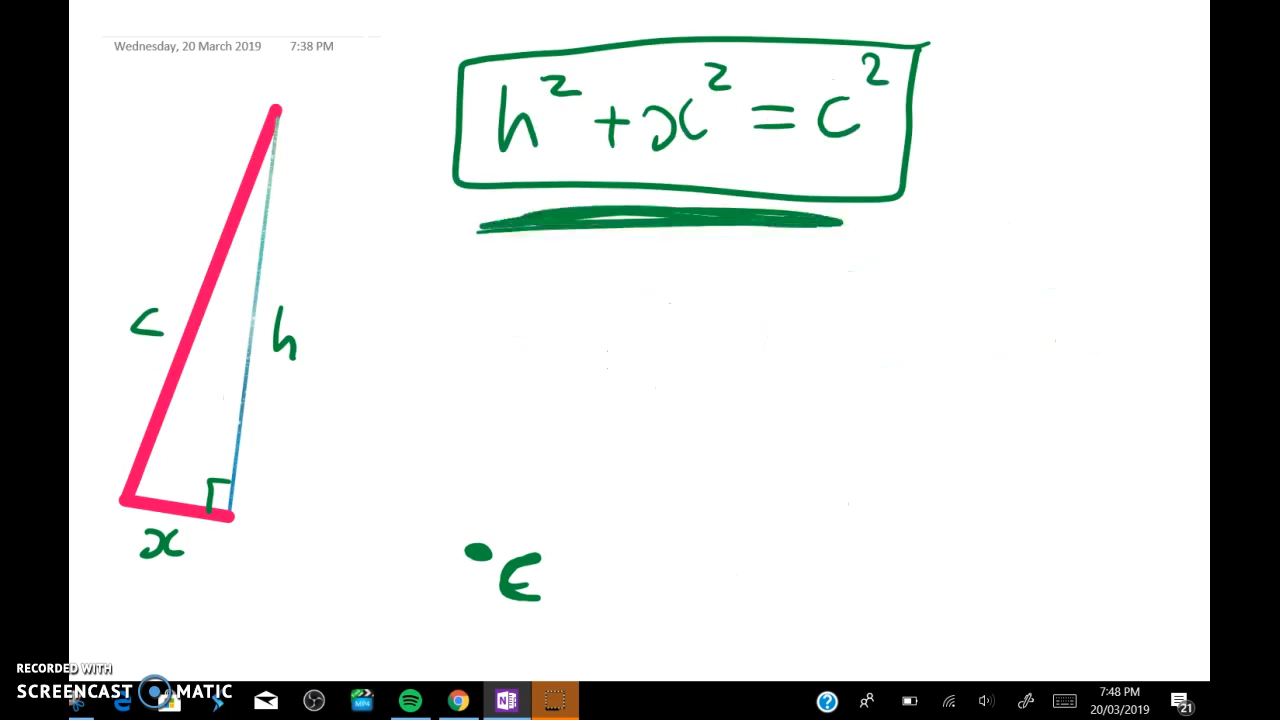 Wednesday, 20 March 2019 7:38 PM
h² + x² = c²
c
h
x
RECORDED WITH
SCREENCAST MATIC
MP4
N
?
7:48 PM
20/03/2019
21